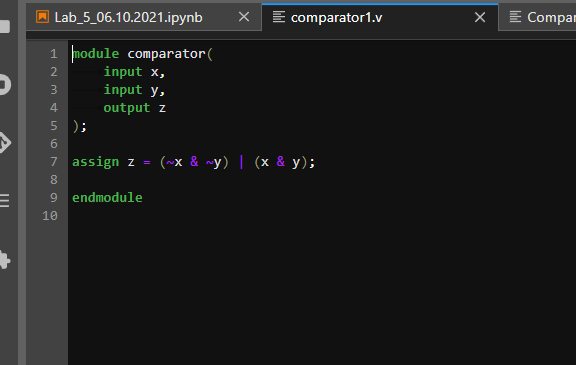 Lab_5_06.10.2021.ipynb
comparator1.v
Compar
1 module comparator(
2 input x,
3 input y,
4 output z
5 );
6
7 assign z = (~x & ~y) | (x & y);
8
9 endmodule
10